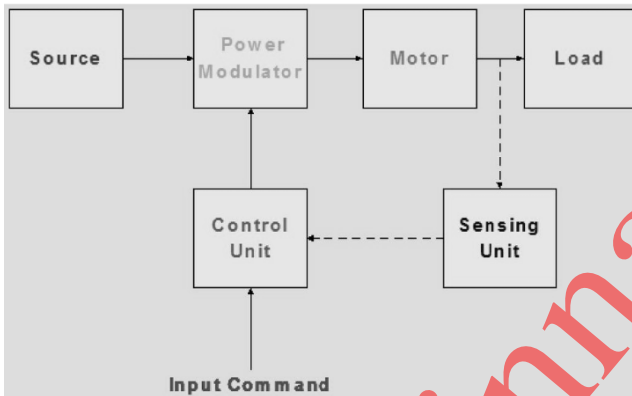 Source
Power
Modulator
Motor
Load
Control
Unit
Sensing
Unit
Input Command